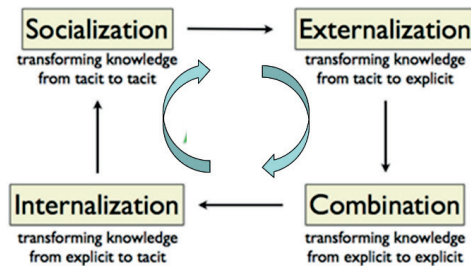 Socialization
transforming knowledge
from tacit to tacit
Externalization
transforming knowledge
from tacit to explicit
Internalization
transforming knowledge
from explicit to tacit
Combination
transforming knowledge
from explicit to explicit